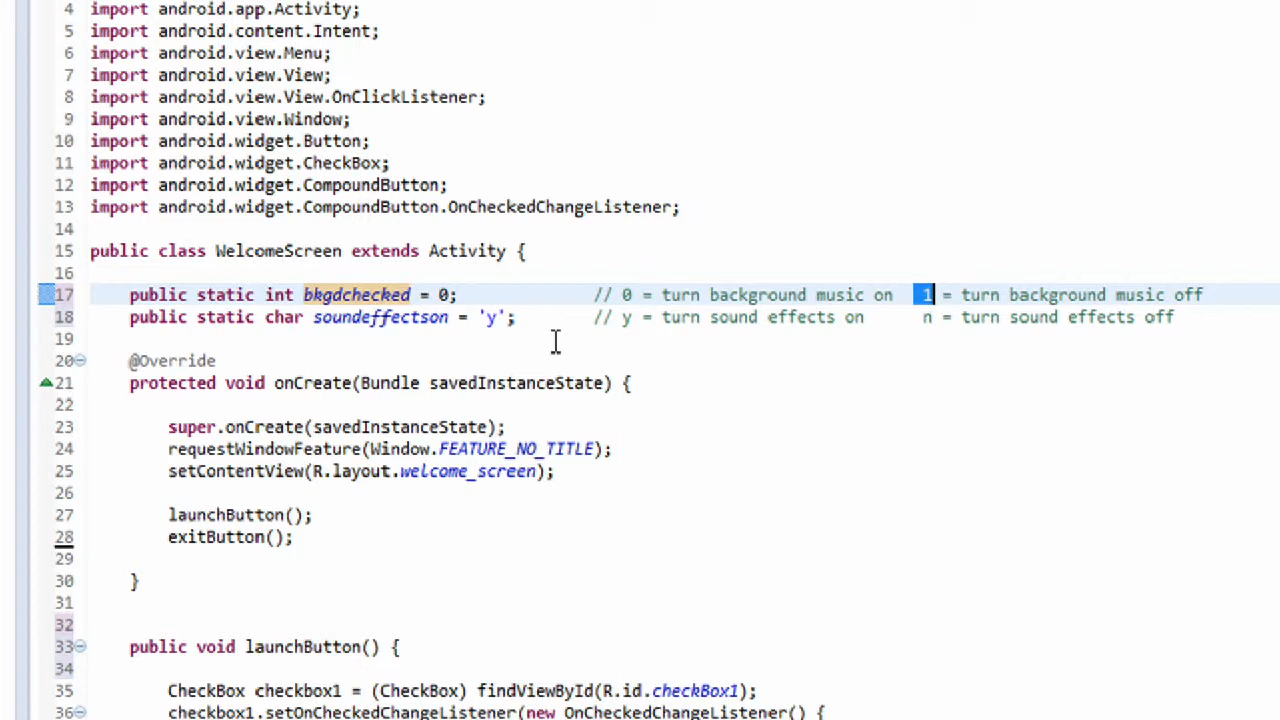 4 import android.app.Activity;
5 import android.content.Intent;
6 import android.view.Menu;
7 import android.view.View;
8 import android.view.View.OnClickListener;
9 import android.view.Window;
10 import android.widget.Button;
11 import android.widget.CheckBox;
12 import android.widget.CompoundButton;
13 import android.widget.CompoundButton.OnCheckedChangeListener;
14
15 public class WelcomeScreen extends Activity {
16
17 public static int bkgdchecked = 0; // 0 = turn background music on 1 = turn background music off
18 public static char soundeffectson = 'y'; // y = turn sound effects on n = turn sound effects off
19
20 @Override
21 protected void onCreate(Bundle savedInstanceState) {
22
23 super.onCreate(savedInstanceState);
24 requestWindowFeature(Window.FEATURE_NO_TITLE);
25 setContentView(R.layout.welcome_screen);
26
27 launchButton();
28 exitButton();
29
30 }
31
32
33 public void launchButton() {
34
35 CheckBox checkbox1 = (CheckBox) findViewById(R.id.checkBox1);
36 checkbox1.setOnCheckedChangeListener(new OnCheckedChangeListener() {